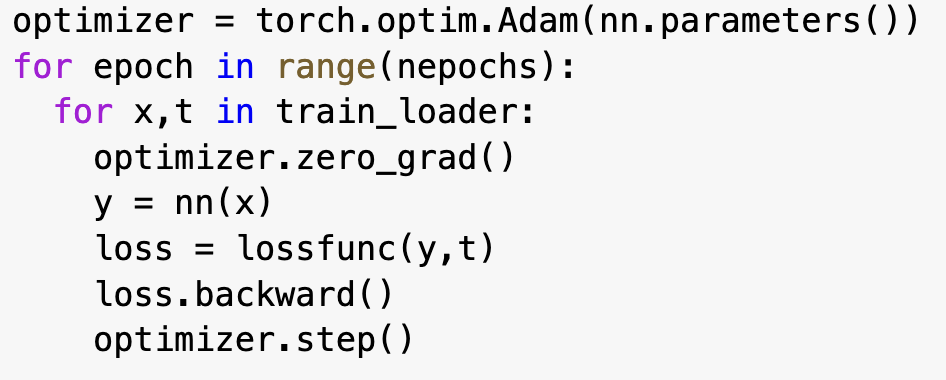 optimizer = torch.optim.Adam(nn.parameters())
for epoch in range(nepochs):
  for x,t in train_loader:
    optimizer.zero_grad()
    y = nn(x)
    loss = lossfunc(y,t)
    loss.backward()
    optimizer.step()